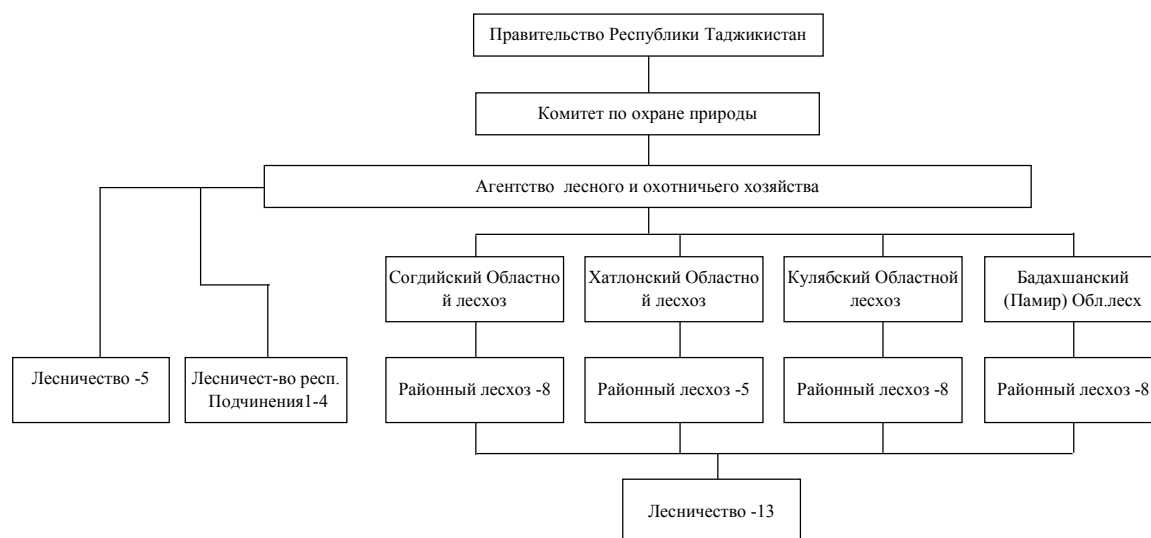 Правительство Республики Таджикистан
Комитет по охране природы
Агентство лесного и охотничьего хозяйства
Согдийский Областно
й лесхоз
Хатлонский Областно
й лесхоз
Кулябский Областной
лесхоз
Бадахшанский
(Памир) Обл.лесх
Лесничество -5
Лесничест-во респ.
Подчинения1-4
Районный лесхоз -8
Районный лесхоз -5
Районный лесхоз -8
Районный лесхоз -8
Лесничество -13